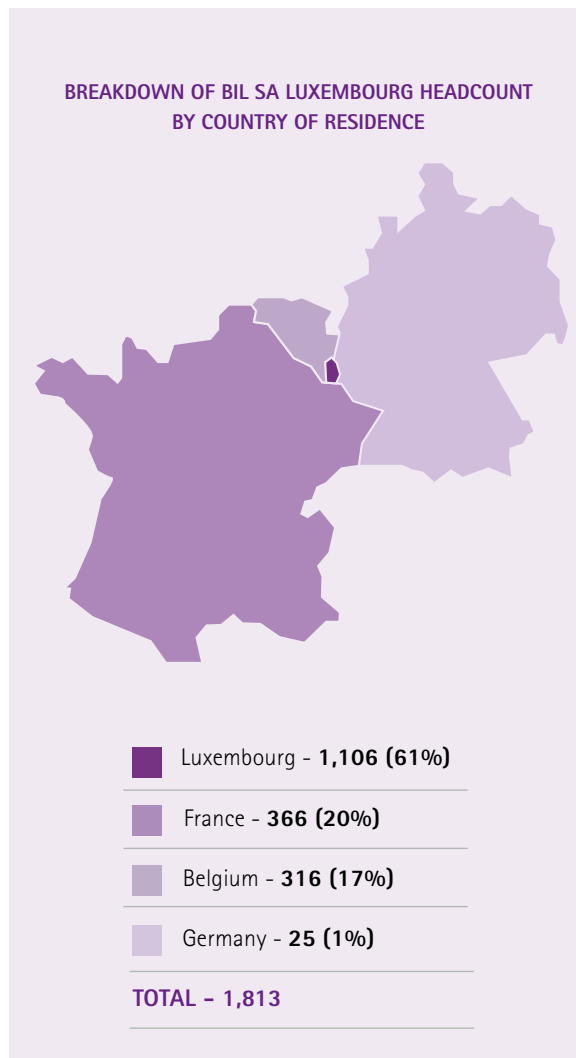 BREAKDOWN OF BIL SA LUXEMBOURG HEADCOUNT
BY COUNTRY OF RESIDENCE
Luxembourg - 1,106 (61%)
France - 366 (20%)
Belgium - 316 (17%)
Germany - 25 (1%)
TOTAL - 1,813